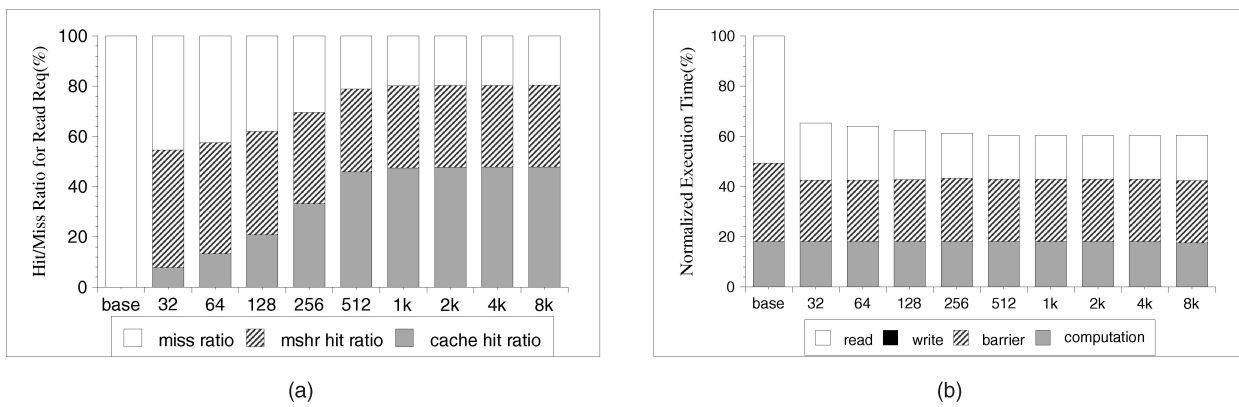 Hit/Miss Ratio for Read Req(%)
100
80
60
40
20
0
base 32 64 128 256 512 1k 2k 4k 8k
miss ratio mshr hit ratio cache hit ratio
(a)
Normalized Execution Time(%)
100
80
60
40
20
0
base 32 64 128 256 512 1k 2k 4k 8k
read write barrier computation
(b)